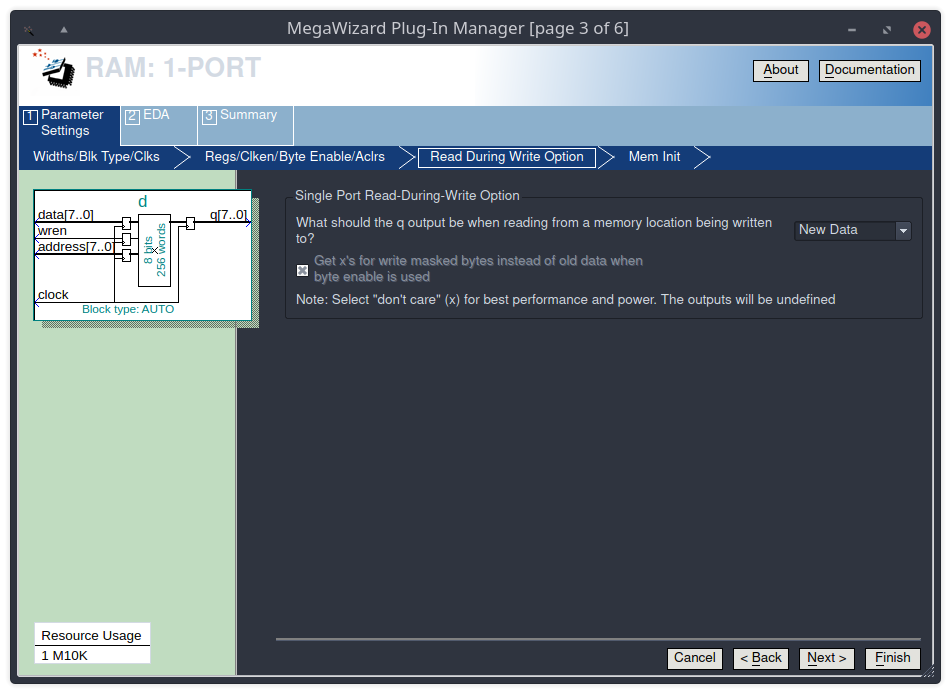 MegaWizard Plug-In Manager [page 3 of 6]
RAM: 1-PORT
About
Documentation
1 Parameter
Settings
2 EDA
3 Summary
Widths/Blk Type/Clks
Regs/Clken/Byte Enable/Aclrs
Read During Write Option
Mem Init
d
data[7..0]
q[7..0]
wren
address[7..0]
8 bits
256 words
clock
Block type: AUTO
Single Port Read-During-Write Option
What should the q output be when reading from a memory location being written
to?
New Data
Get x's for write masked bytes instead of old data when
byte enable is used
Note: Select "don't care" (x) for best performance and power. The outputs will be undefined
Resource Usage
1 M10K
Cancel
< Back
Next >
Finish